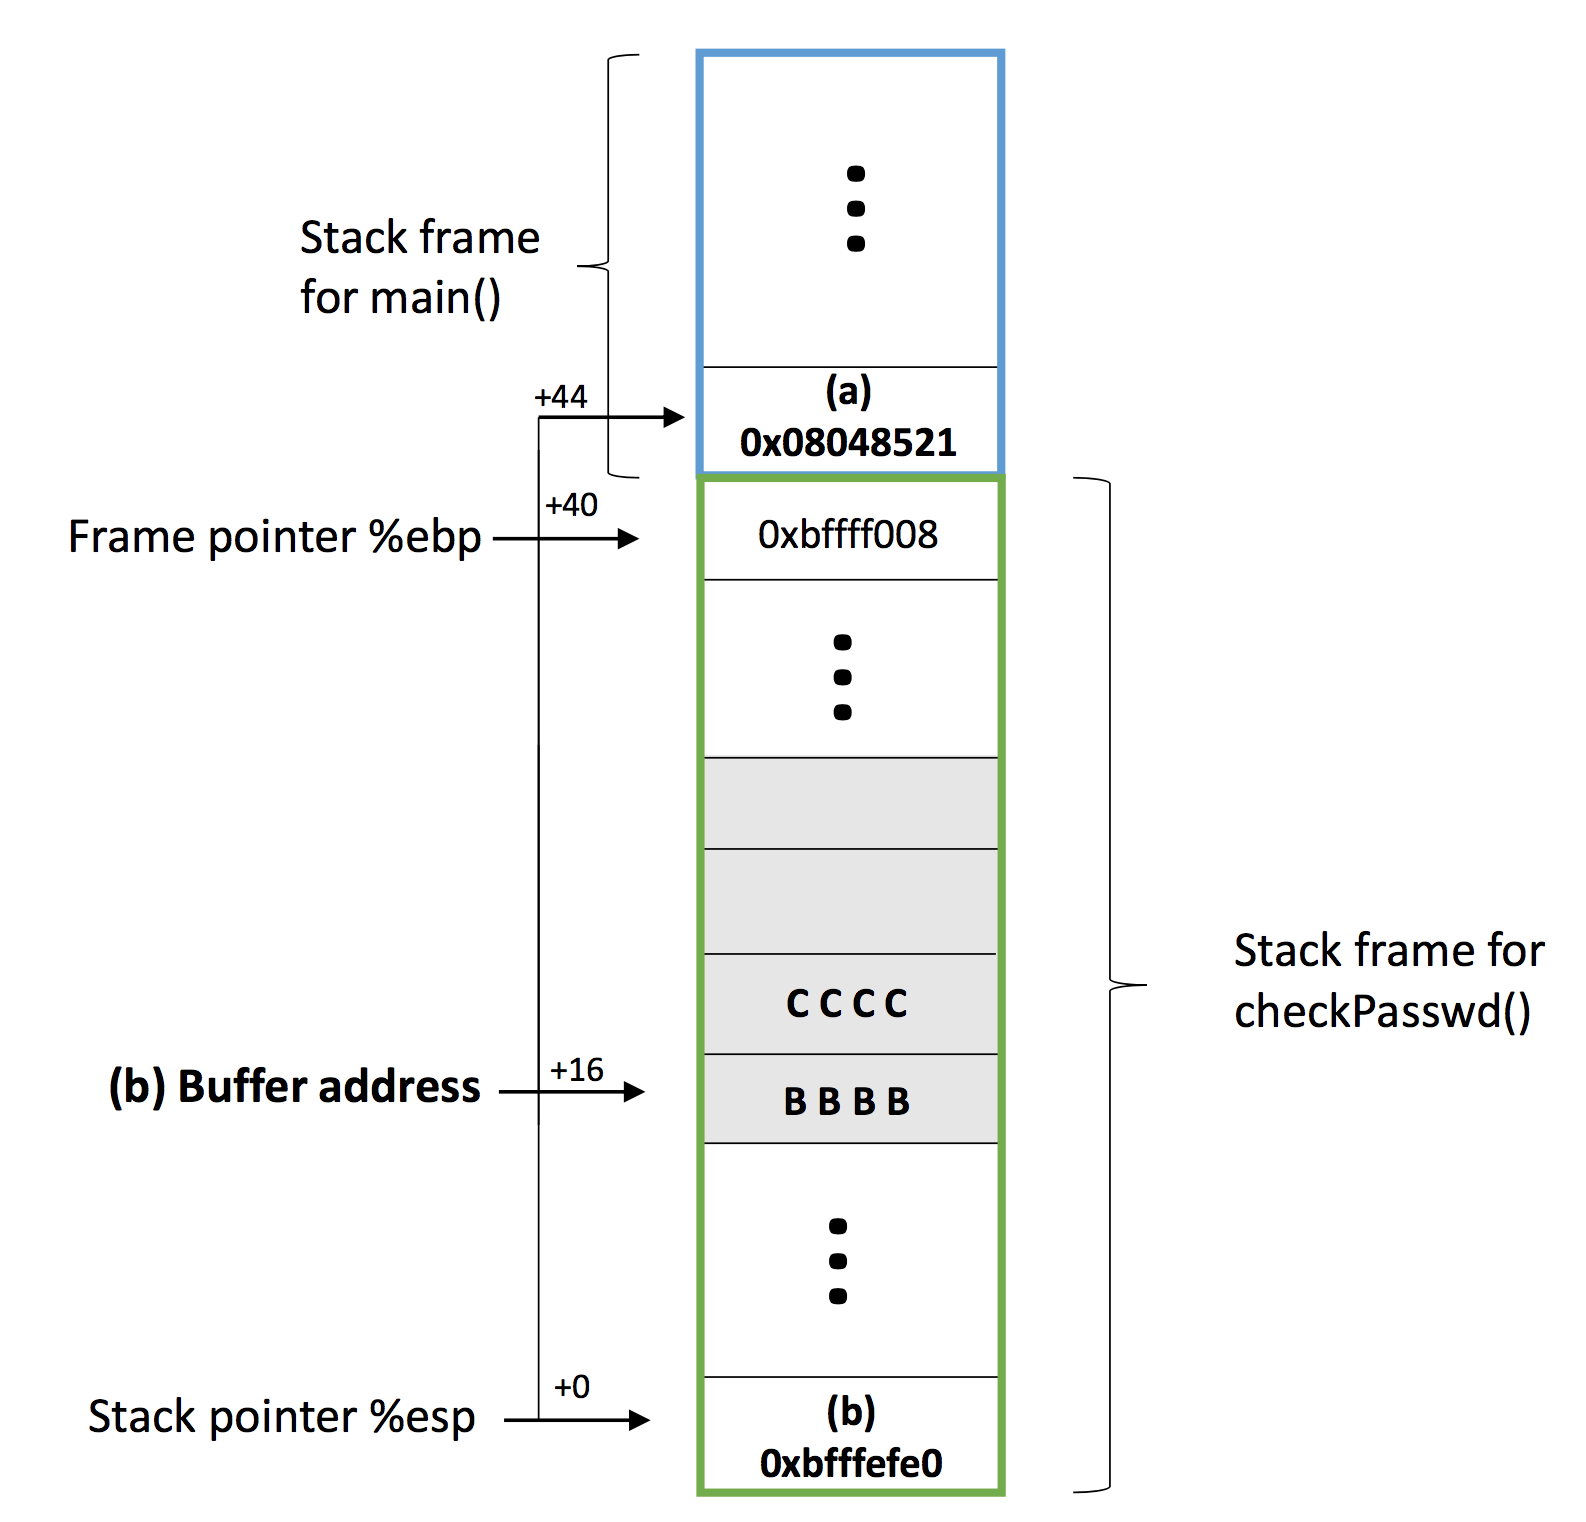 Stack frame
for main()
+44
(a)
0x08048521
+40
Frame pointer %ebp
0xbffff008
C C C C
Stack frame for
checkPasswd()
+16
(b) Buffer address
B B B B
+0
Stack pointer %esp
(b)
0xbfffefe0